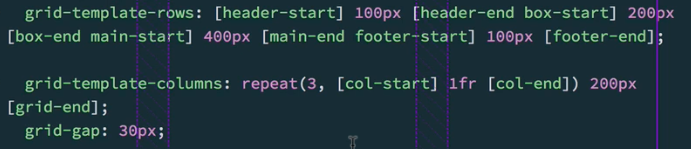 grid-template-rows: [header-start] 100px [header-end box-start] 200px
[box-end main-start] 400px [main-end footer-start] 100px [footer-end];
grid-template-columns: repeat(3, [col-start] 1fr [col-end]) 200px
[grid-end];
grid-gap: 30px;